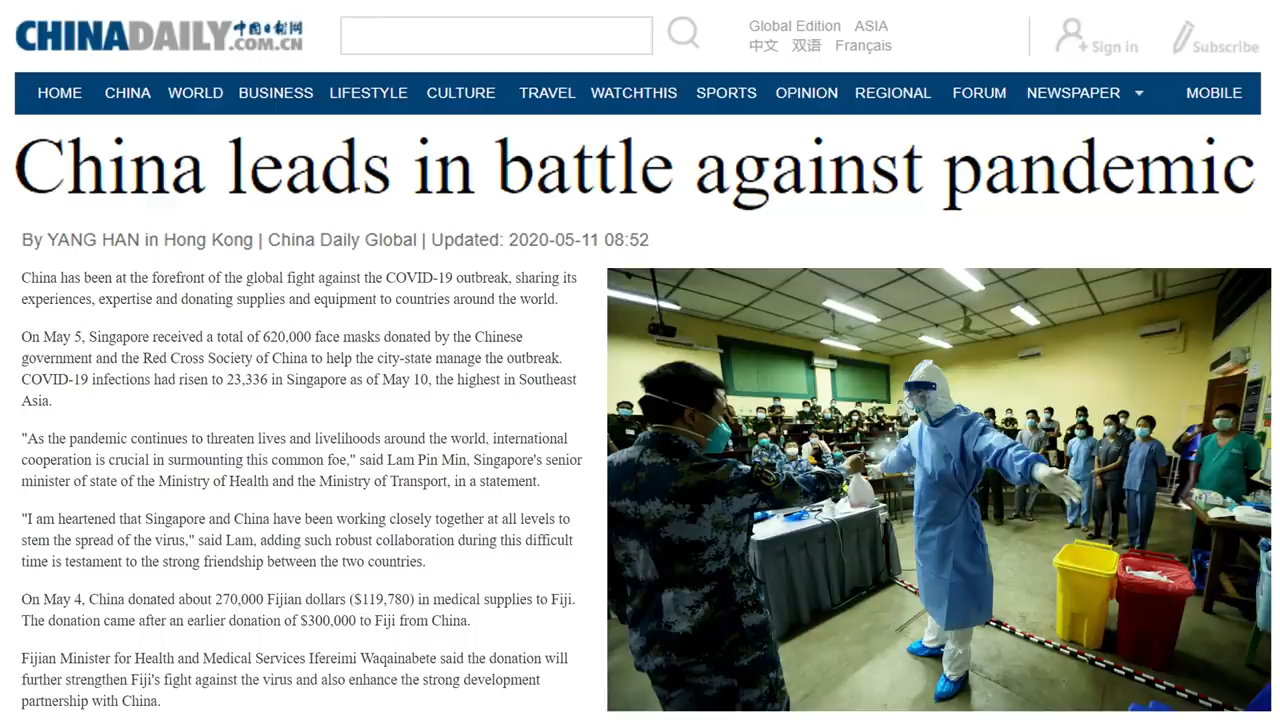 CHINADAILY中国日报网
.COM.CN
Global Edition ASIA
中文 双语 Français
Sign in
Subscribe
HOME CHINA WORLD BUSINESS LIFESTYLE CULTURE TRAVEL WATCHTHIS SPORTS OPINION REGIONAL FORUM NEWSPAPER MOBILE
China leads in battle against pandemic
By YANG HAN in Hong Kong | China Daily Global | Updated: 2020-05-11 08:52
China has been at the forefront of the global fight against the COVID-19 outbreak, sharing its
experiences, expertise and donating supplies and equipment to countries around the world.
On May 5, Singapore received a total of 620,000 face masks donated by the Chinese
government and the Red Cross Society of China to help the city-state manage the outbreak.
COVID-19 infections had risen to 23,336 in Singapore as of May 10, the highest in Southeast
Asia.
"As the pandemic continues to threaten lives and livelihoods around the world, international
cooperation is crucial in surmounting this common foe," said Lam Pin Min, Singapore's senior
minister of state of the Ministry of Health and the Ministry of Transport, in a statement.
"I am heartened that Singapore and China have been working closely together at all levels to
stem the spread of the virus," said Lam, adding such robust collaboration during this difficult
time is testament to the strong friendship between the two countries.
On May 4, China donated about 270,000 Fijian dollars ($119,780) in medical supplies to Fiji.
The donation came after an earlier donation of $300,000 to Fiji from China.
Fijian Minister for Health and Medical Services Ifereimi Waqainabete said the donation will
further strengthen Fiji's fight against the virus and also enhance the strong development
partnership with China.